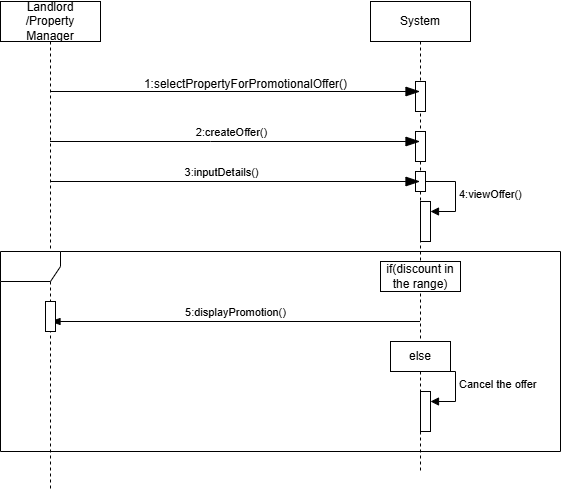 Landlord
/Property
Manager
System
1:selectPropertyForPromotionalOffer()
2:createOffer()
3:inputDetails()
4:viewOffer()
if(discount in
the range)
5:displayPromotion()
else
Cancel the offer